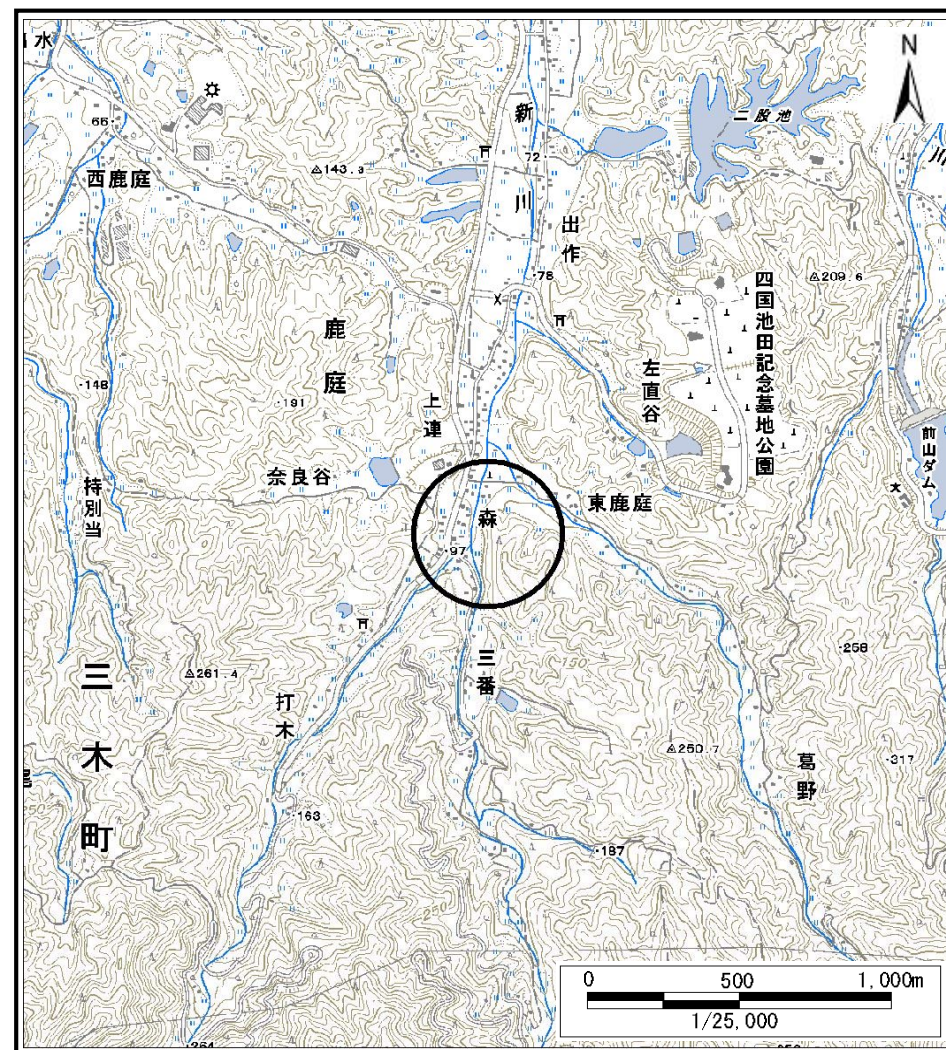 水
N
新川
二股池
66
72
西鹿庭
143.3
出作
78
209.6
四国池田記念墓地公園
鹿庭
左直谷
148
191
上連
前山ダム
奈良谷
持別当
森
東鹿庭
97
三番
150
258
261.4
三木町
打木
250.7
葛野
317
163
187
250
264
0 500 1,000m
1/25,000